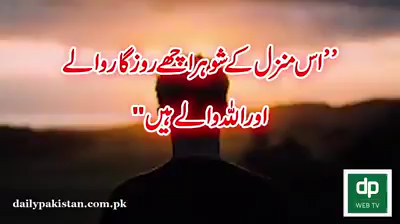 ’’اس منزل کے شوہر اچھے روزگار والے
اور اللہ والے ہیں"
dailypakistan.com.pk
dp
WEB TV